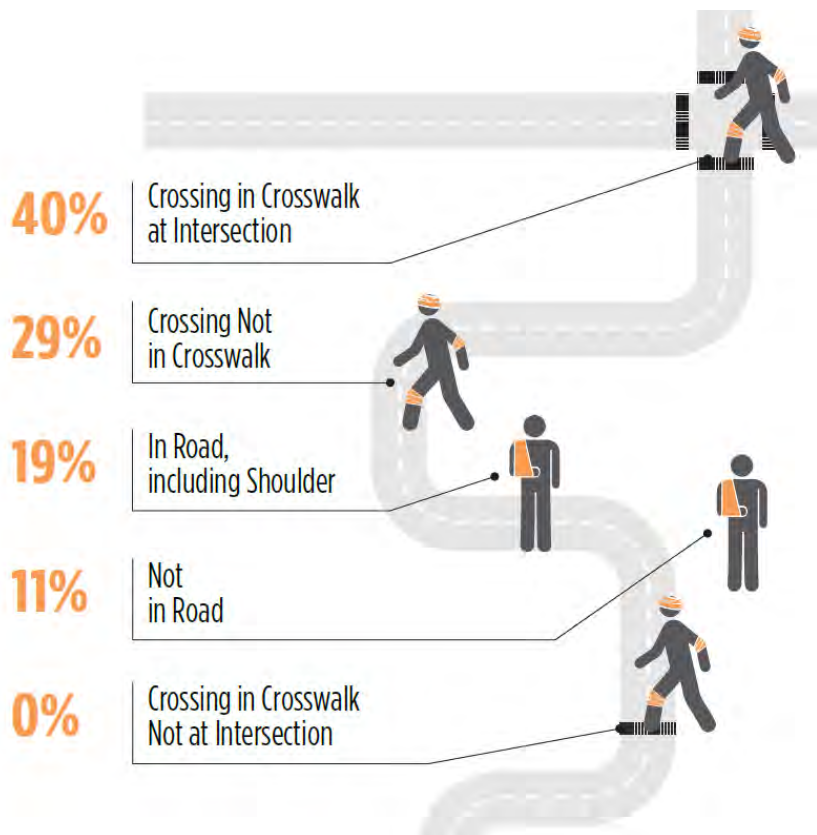 40%
Crossing in Crosswalk
at Intersection
29%
Crossing Not
in Crosswalk
19%
In Road,
including Shoulder
11%
Not
in Road
0%
Crossing in Crosswalk
Not at Intersection